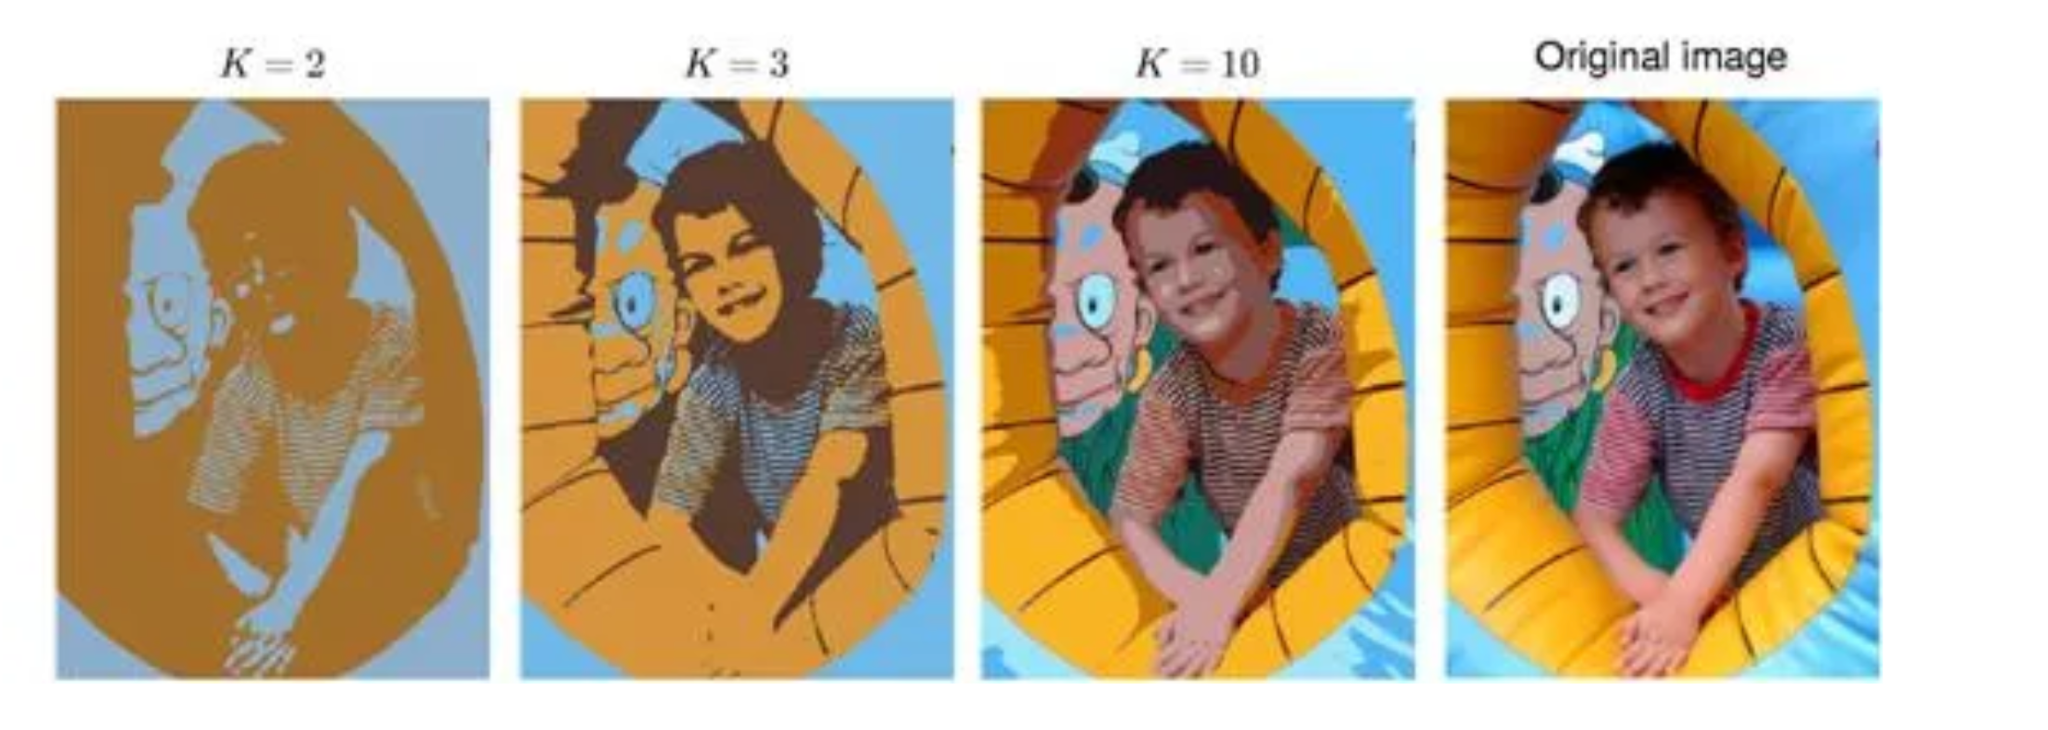 K = 2
K = 3
K = 10
Original image